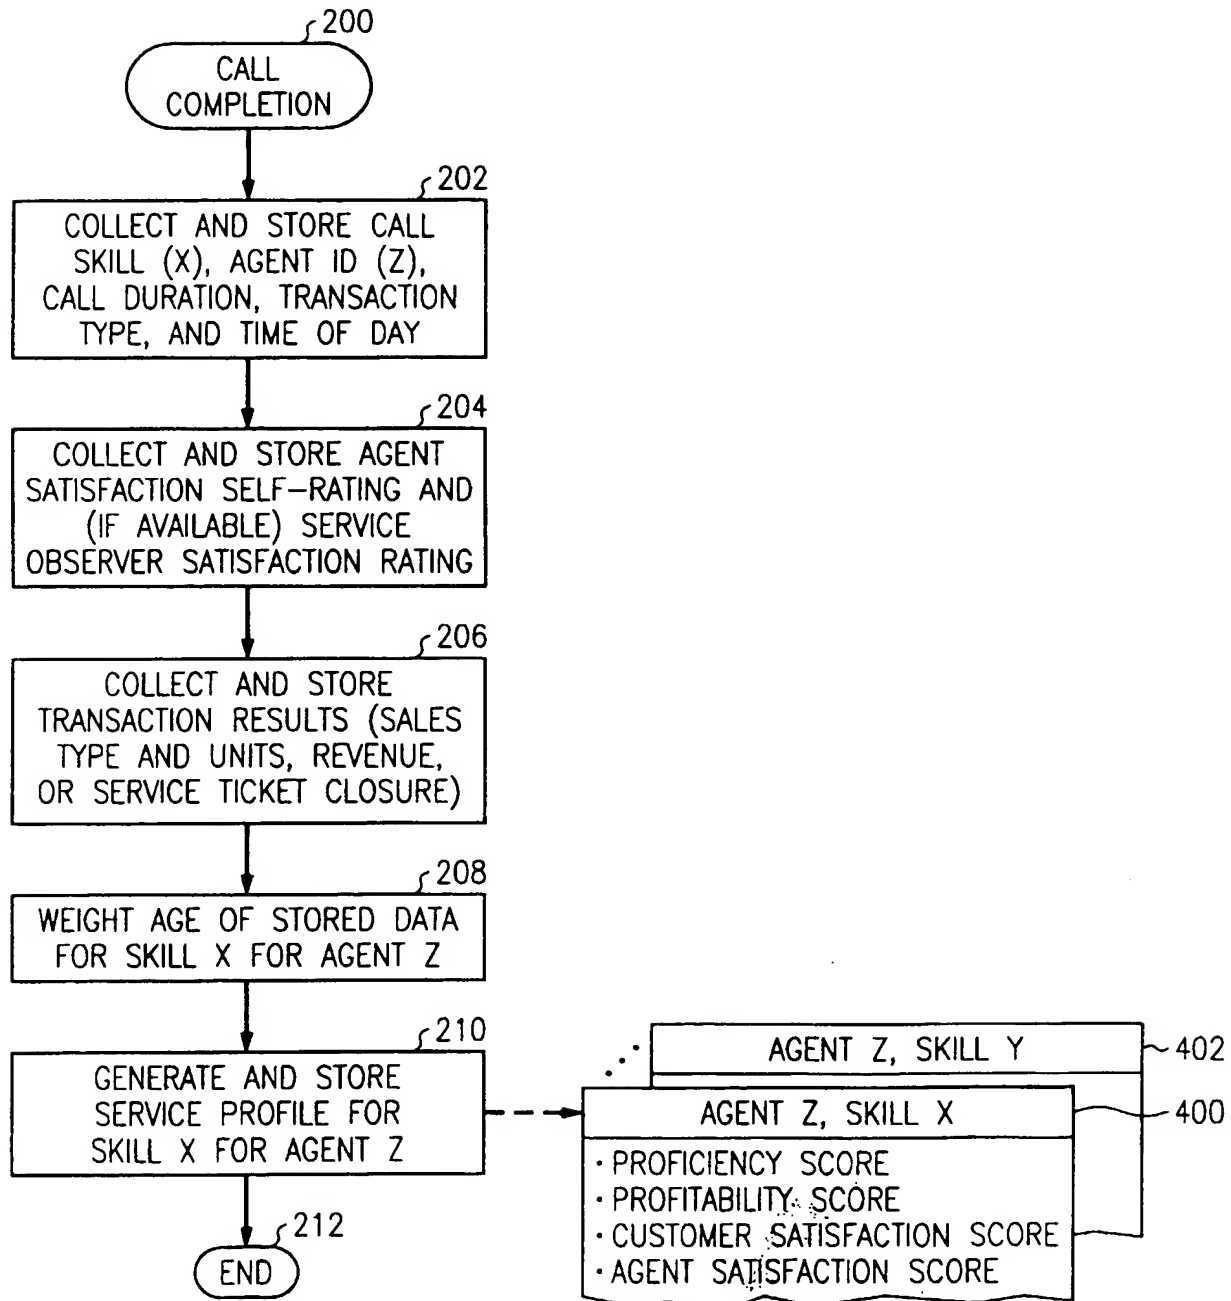 200
CALL
COMPLETION
202
COLLECT AND STORE CALL
SKILL (X), AGENT ID (Z),
CALL DURATION, TRANSACTION
TYPE, AND TIME OF DAY
204
COLLECT AND STORE AGENT
SATISFACTION SELF-RATING AND
(IF AVAILABLE) SERVICE
OBSERVER SATISFACTION RATING
206
COLLECT AND STORE
TRANSACTION RESULTS (SALES
TYPE AND UNITS, REVENUE,
OR SERVICE TICKET CLOSURE)
208
WEIGHT AGE OF STORED DATA
FOR SKILL X FOR AGENT Z
210
GENERATE AND STORE
SERVICE PROFILE FOR
SKILL X FOR AGENT Z
212
END
AGENT Z, SKILL Y
402
AGENT Z, SKILL X
400
· PROFICIENCY SCORE
· PROFITABILITY SCORE
· CUSTOMER SATISFACTION SCORE
· AGENT SATISFACTION SCORE